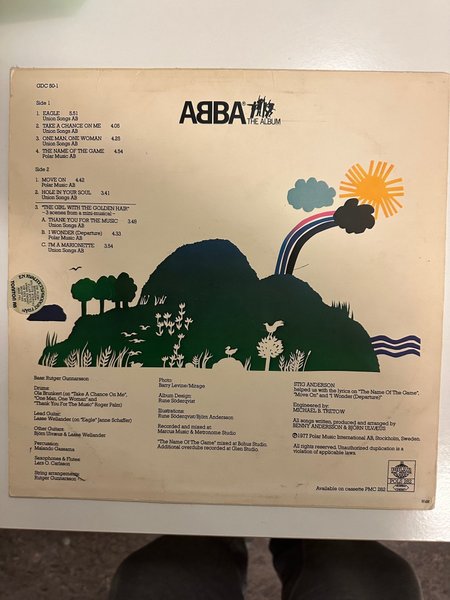 GDC 50-1
ABBA
THE ALBUM
Side 1
1. EAGLE 5.51
Union Songs AB
2. TAKE A CHANCE ON ME 4.05
Union Songs AB
3. ONE MAN, ONE WOMAN 4.25
Union Songs AB
4. THE NAME OF THE GAME 4.54
Polar Music AB
Side 2
1. MOVE ON 4.42
Polar Music AB
2. HOLE IN YOUR SOUL 3.41
Union Songs AB
3. "THE GIRL WITH THE GOLDEN HAIR"
– 3 scenes from a mini-musical –
A. THANK YOU FOR THE MUSIC 3.48
Union Songs AB
B. I WONDER (Departure) 4.33
Polar Music AB
C. I'M A MARIONETTE 3.54
Union Songs AB
Bass: Rutger Gunnarsson
Drums:
Ola Brunkert (on "Take A Chance On Me",
"One Man, One Woman" and
"Thank You For The Music" Roger Palm)
Lead Guitar:
Lasse Wellander (on "Eagle" Janne Schaffer)
Other Guitars:
Björn Ulvaeus & Lasse Wellander
Percussion:
Malando Gassama
Saxophones & Flutes:
Lars O. Carlsson
String arrangements:
Rutger Gunnarsson
Photo:
Barry Levine/Mirage
Album Design:
Rune Söderqvist
Illustrations:
Rune Söderqvist/Björn Andersson
Recorded and mixed at
Marcus Music & Metronome Studio
"The Name Of The Game" mixed at Bohus Studio.
Additional overdubs recorded at Glen Studio.
STIG ANDERSON
helped us with the lyrics on "The Name Of The Game",
"Move On" and "I Wonder (Departure)"
Engineered by:
MICHAEL B. TRETOW
All songs written, produced and arranged by
BENNY ANDERSSON & BJÖRN ULVÆUS
℗1977 Polar Music International AB, Stockholm, Sweden.
All rights reserved. Unauthorized duplication is a
violation of applicable laws.
POLS 282
Available on cassette PMC 282